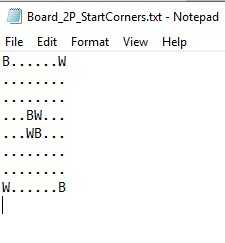 Board_2P_StartCorners.txt - Notepad
File Edit Format View Help
B......W
........
........
...BW...
...WB...
........
........
W......B